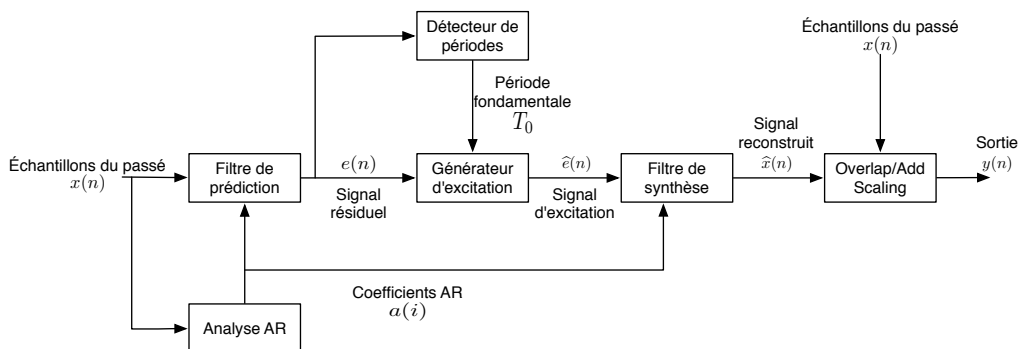 Détecteur de
périodes
Échantillons du passé
x(n)
Période
fondamentale
T₀
Échantillons du passé
x(n)
Filtre de
prédiction
e(n)
Signal
résiduel
Générateur
d'excitation
ê(n)
Signal
d'excitation
Filtre de
synthèse
Signal
reconstruit
x̂(n)
Overlap/Add
Scaling
Sortie
y(n)
Coefficients AR
a(i)
Analyse AR